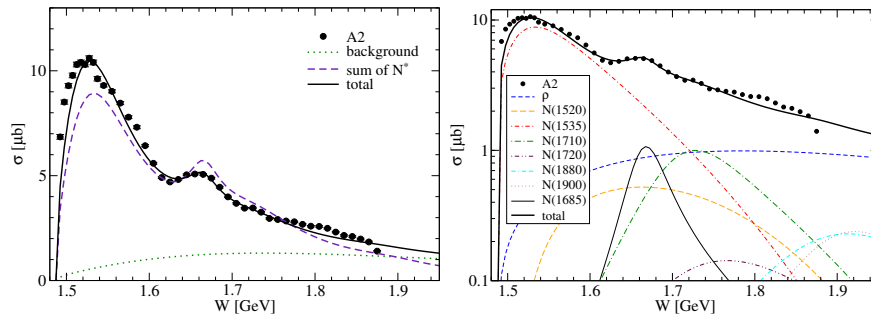 A2
background
sum of N*
total
10
5
0
σ [μb]
1.5
1.6
1.7
1.8
1.9
W [GeV]
10
1
0.1
σ [μb]
A2
ρ
N(1520)
N(1535)
N(1710)
N(1720)
N(1880)
N(1900)
N(1685)
total
1.5
1.6
1.7
1.8
1.9
W [GeV]